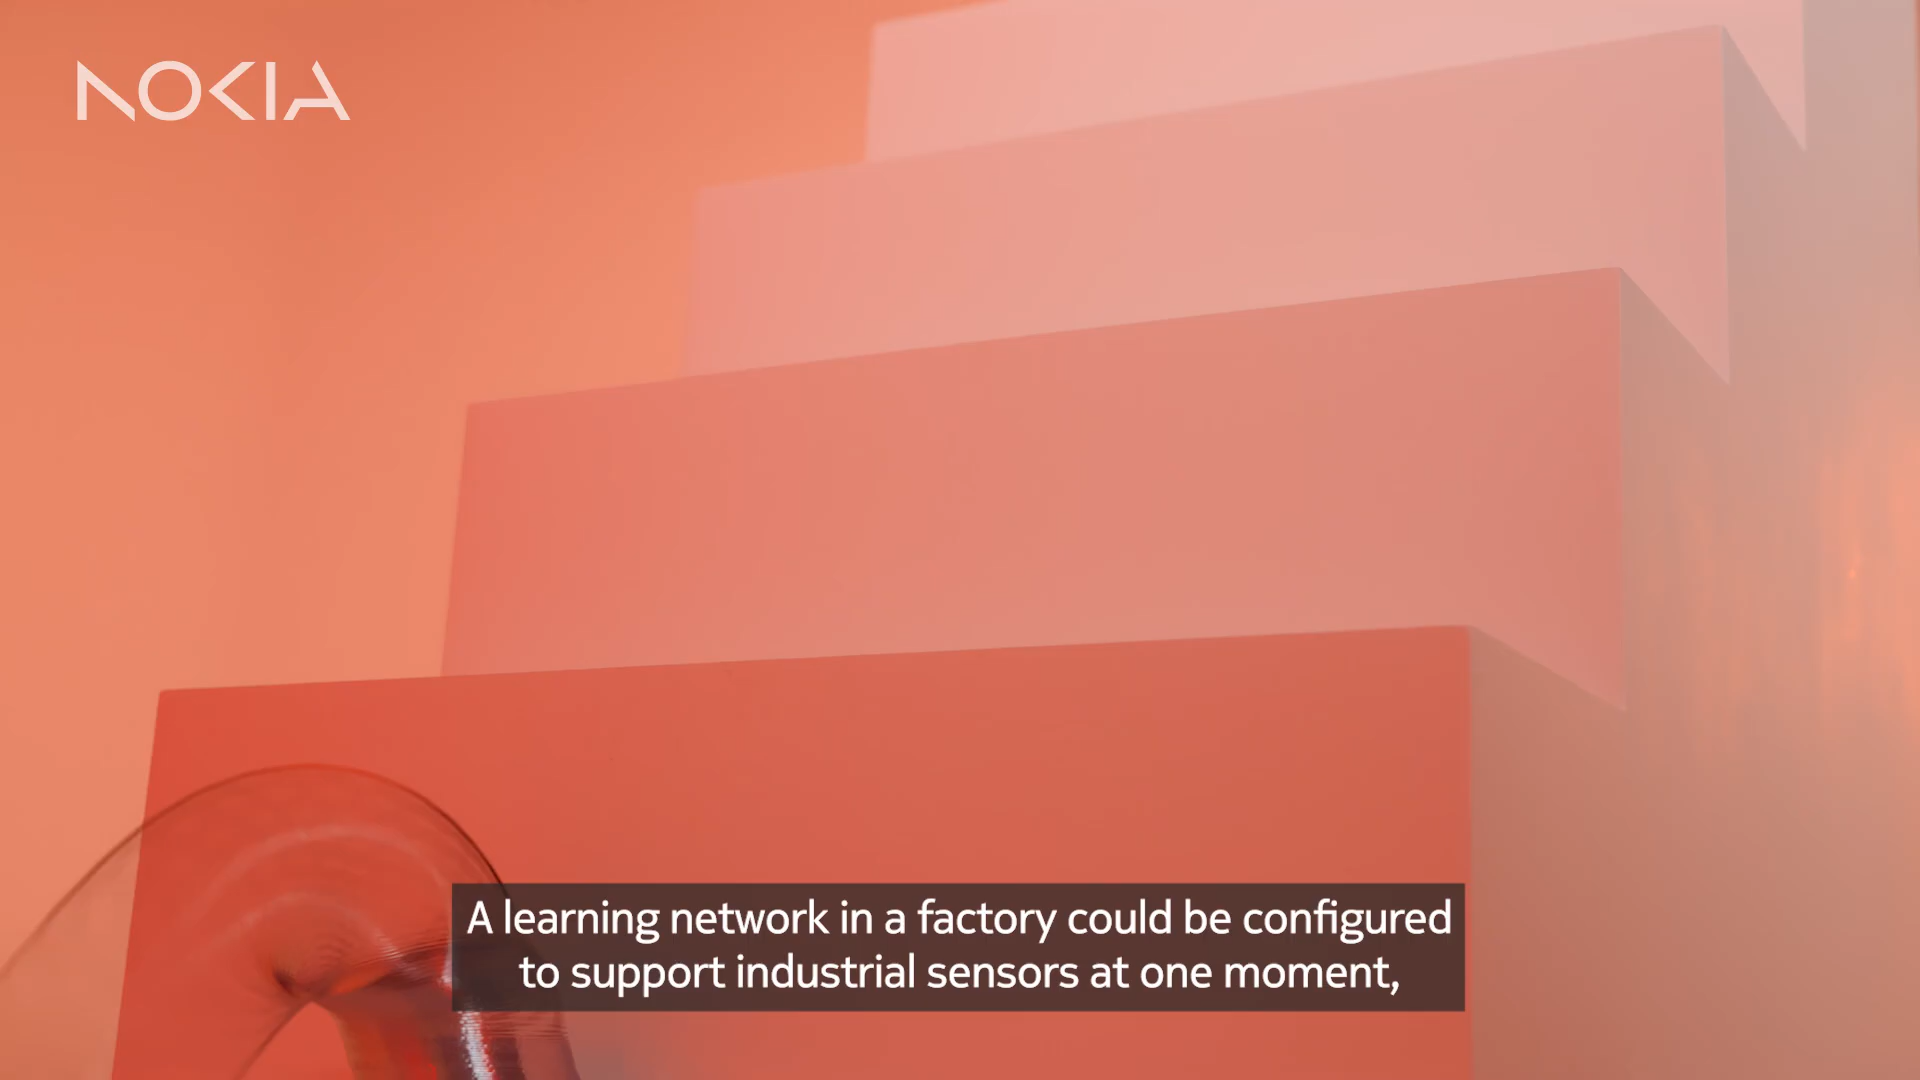 NOKIA
A learning network in a factory could be configured
to support industrial sensors at one moment,